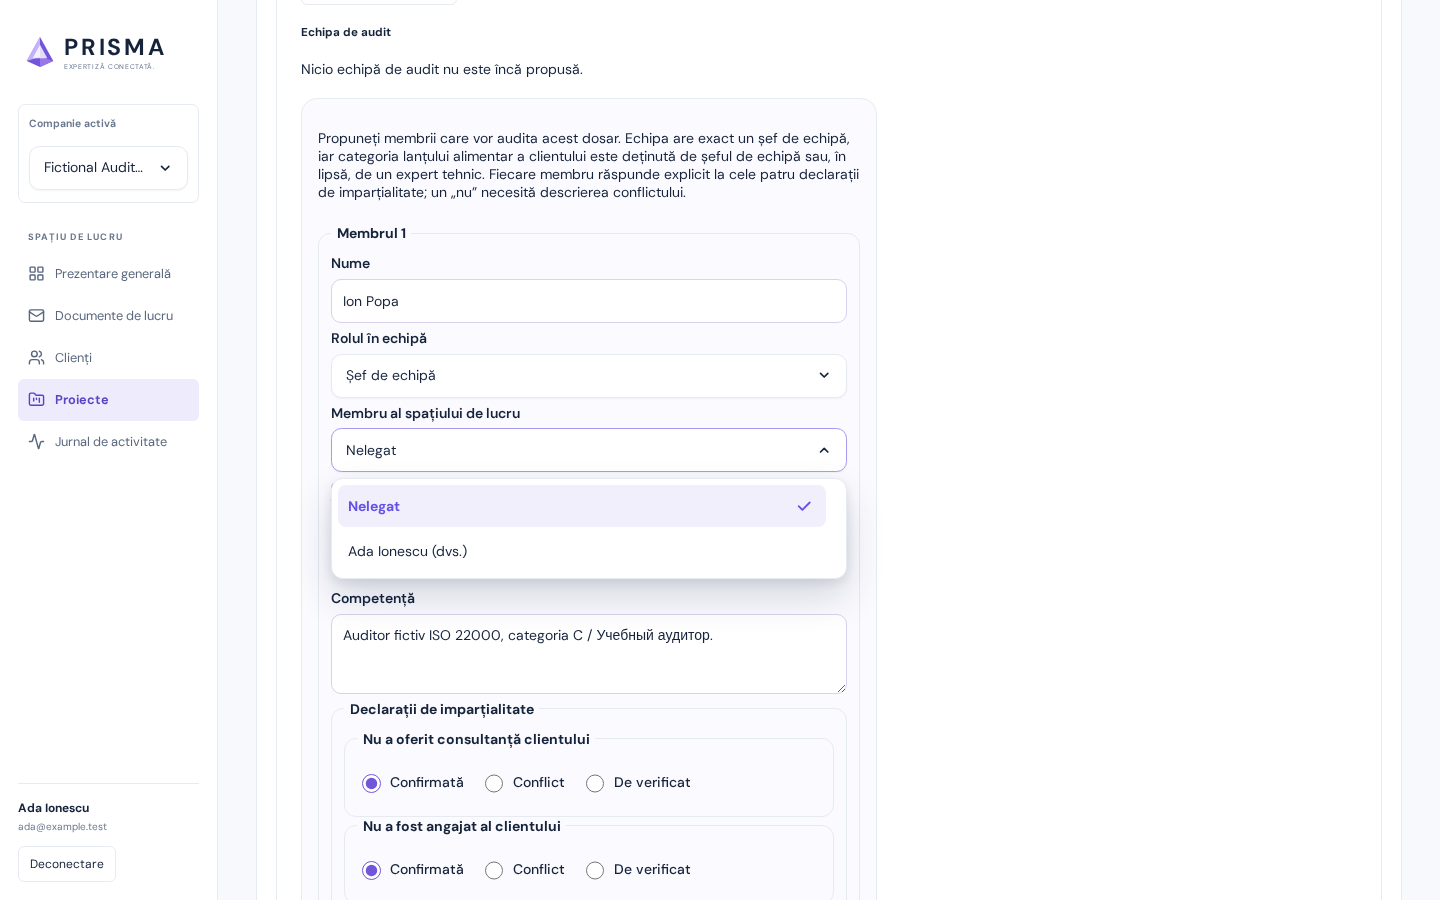 PRISMA
EXPERTIZĂ CONECTATĂ.
Companie activă
Fictional Audit...
SPAȚIU DE LUCRU
Prezentare generală
Documente de lucru
Clienți
Proiecte
Jurnal de activitate
Ada Ionescu
ada@example.test
Deconectare
Echipa de audit
Nicio echipă de audit nu este încă propusă.
Propuneți membrii care vor audita acest dosar. Echipa are exact un șef de echipă,
iar categoria lanțului alimentar a clientului este deținută de șeful de echipă sau, în
lipsă, de un expert tehnic. Fiecare membru răspunde explicit la cele patru declarații
de imparțialitate; un „nu” necesită descrierea conflictului.
Membrul 1
Nume
Ion Popa
Rolul în echipă
Șef de echipă
Membru al spațiului de lucru
Nelegat
Nelegat
Ada Ionescu (dvs.)
Competență
Auditor fictiv ISO 22000, categoria C / Учебный аудитор.
Declarații de imparțialitate
Nu a oferit consultanță clientului
Confirmată
Conflict
De verificat
Nu a fost angajat al clientului
Confirmată
Conflict
De verificat